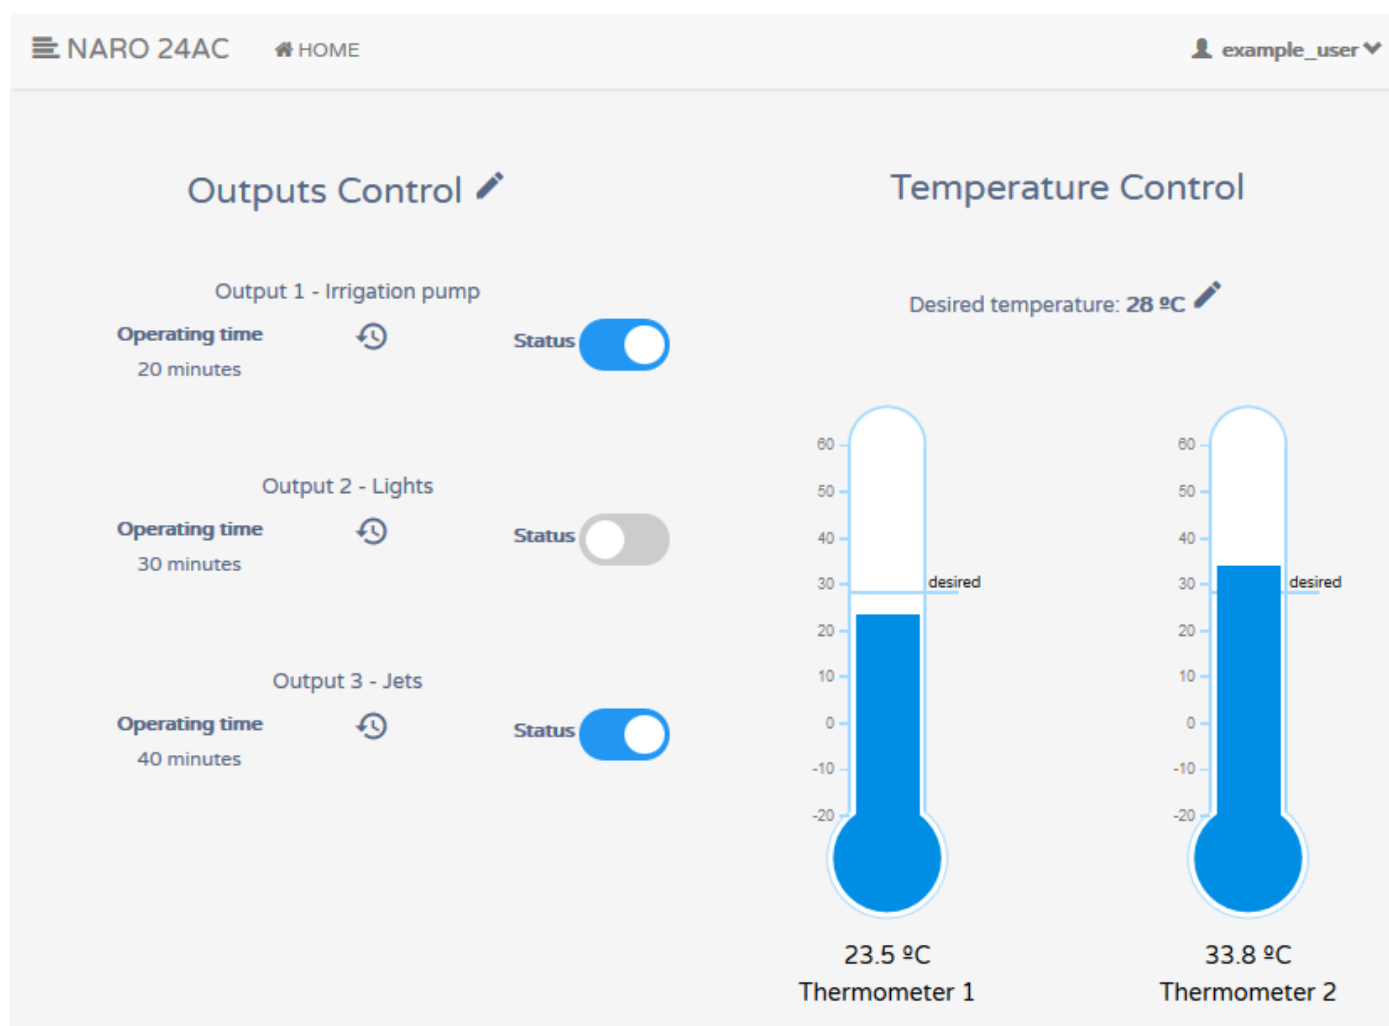 NARO 24AC HOME example_user
Outputs Control
Output 1 - Irrigation pump
Operating time Status
20 minutes
Output 2 - Lights
Operating time Status
30 minutes
Output 3 - Jets
Operating time Status
40 minutes
Temperature Control
Desired temperature: 28 ºC
60
50
40
30 desired
20
10
0
-10
-20
23.5 ºC
Thermometer 1
60
50
40
30 desired
20
10
0
-10
-20
33.8 ºC
Thermometer 2